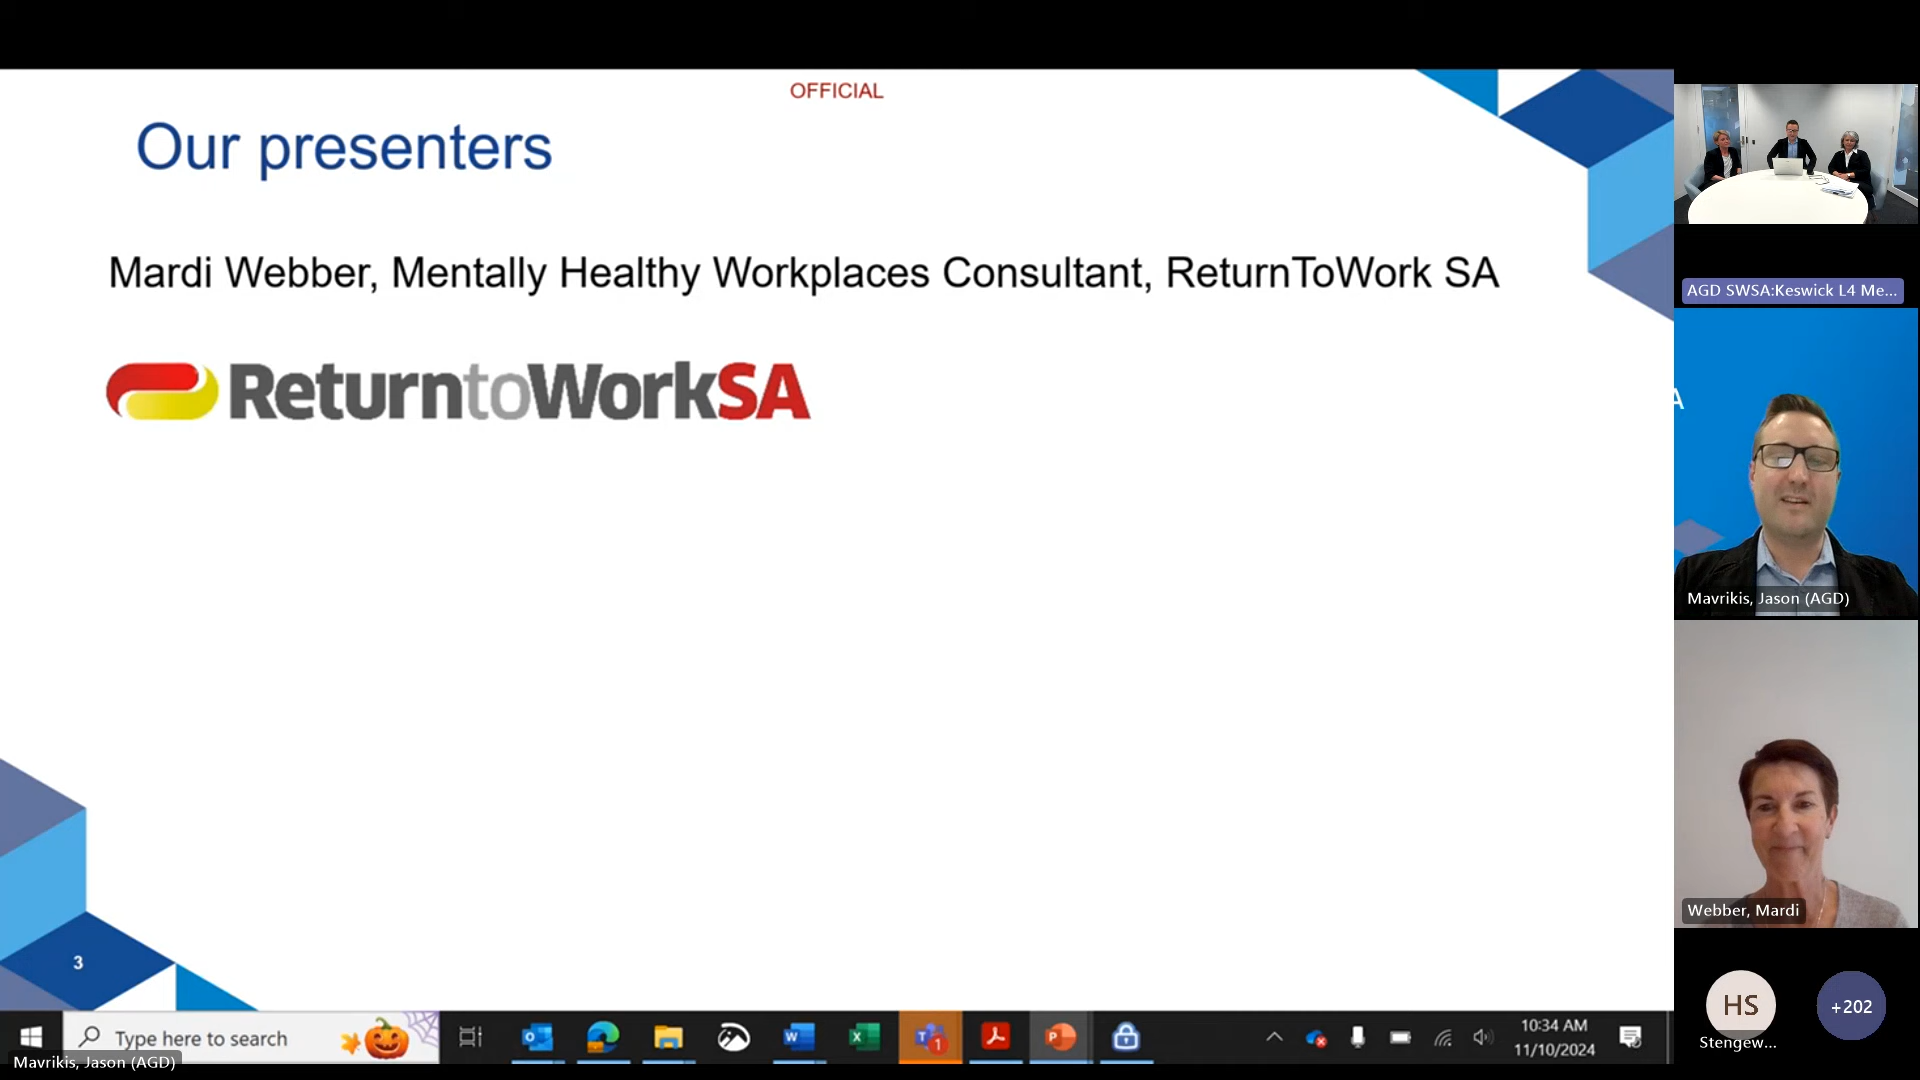 OFFICIAL
Our presenters
Mardi Webber, Mentally Healthy Workplaces Consultant, ReturnToWork SA
ReturntoWorkSA
3
AGD SWSA:Keswick L4 Me...
A
Mavrikis, Jason (AGD)
Webber, Mardi
HS
+202
Stengew...
Type here to search
1
10:34 AM
11/10/2024
Mavrikis, Jason (AGD)